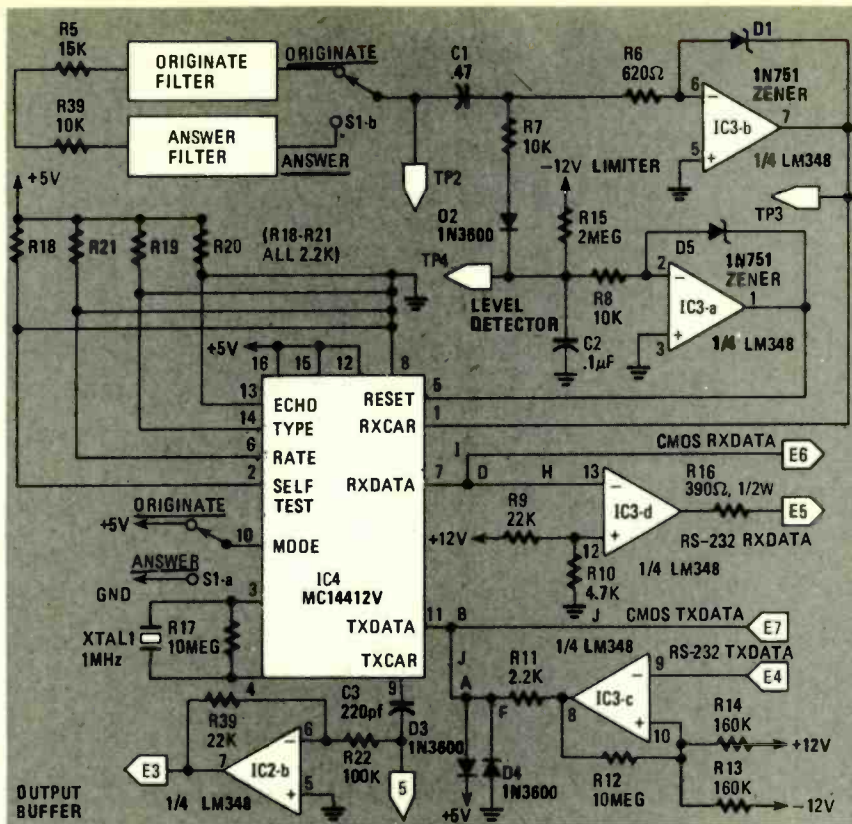 R5
15K
ORIGINATE
FILTER
ORIGINATE
C1
.47
R6
620Ω
D1
1N751
ZENER
R39
10K
ANSWER
FILTER
S1-b
ANSWER
R7
10K
6
−
IC3-b
7
5
+
1/4 LM348
+5V
TP2
−12V LIMITER
TP3
R18
R21
R19
R20
(R18-R21
ALL 2.2K)
O2
1N3600
R15
2MEG
D5
1N751
ZENER
TP4
LEVEL
DETECTOR
R8
10K
2
−
IC3-a
1
3
+
1/4 LM348
C2
.1μF
+5V
16
15
12
8
13
ECHO
RESET
5
14
TYPE
RXCAR
1
6
RATE
2
SELF
TEST
RXDATA
7
I
CMOS RXDATA
E6
D
H
13
−
IC3-d
R16
390Ω, 1/2W
E5
RS-232 RXDATA
ORIGINATE
+5V
10
MODE
R9
22K
+12V
12
+
R10
4.7K
1/4 LM348
ANSWER
S1-a
GND
3
IC4
MC14412V
XTAL1
1MHz
R17
10MEG
TXDATA
11
B
J
CMOS TXDATA
E7
1/4 LM348
RS-232 TXDATA
E4
TXCAR
9
J
A
R11
2.2K
F
8
IC3-c
−
9
+
10
R14
160K
+12V
4
C3
220pf
R39
22K
6
−
R22
100K
D3
1N3600
D4
1N3600
R12
10MEG
R13
160K
−12V
E3
7
IC2-b
5
+
5
+5V
OUTPUT
BUFFER
1/4 LM348